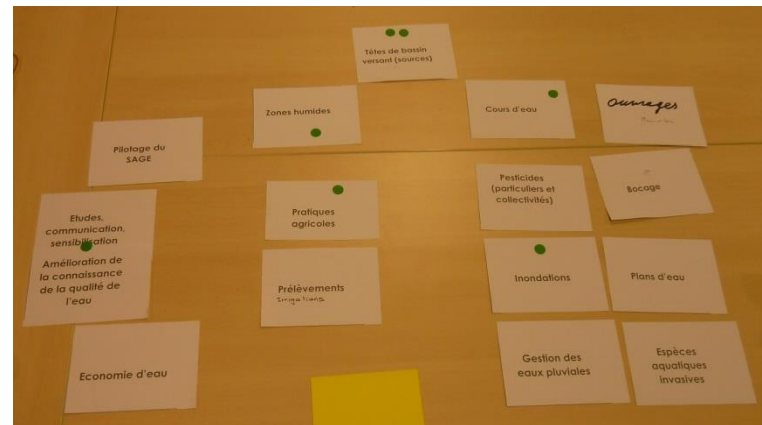 Têtes de bassin
versant (sources)
Zones humides
Cours d'eau
Ouvrages
Pilotage du
SAGE
Pesticides
(particuliers et
collectivités)
Bocage
Pratiques
agricoles
Etudes,
communication,
sensibilisation
Amélioration de
la connaissance
de la qualité de
l'eau
Prélèvements
Irrigations
Inondations
Plans d'eau
Economie d'eau
Gestion des
eaux pluviales
Espèces
aquatiques
invasives